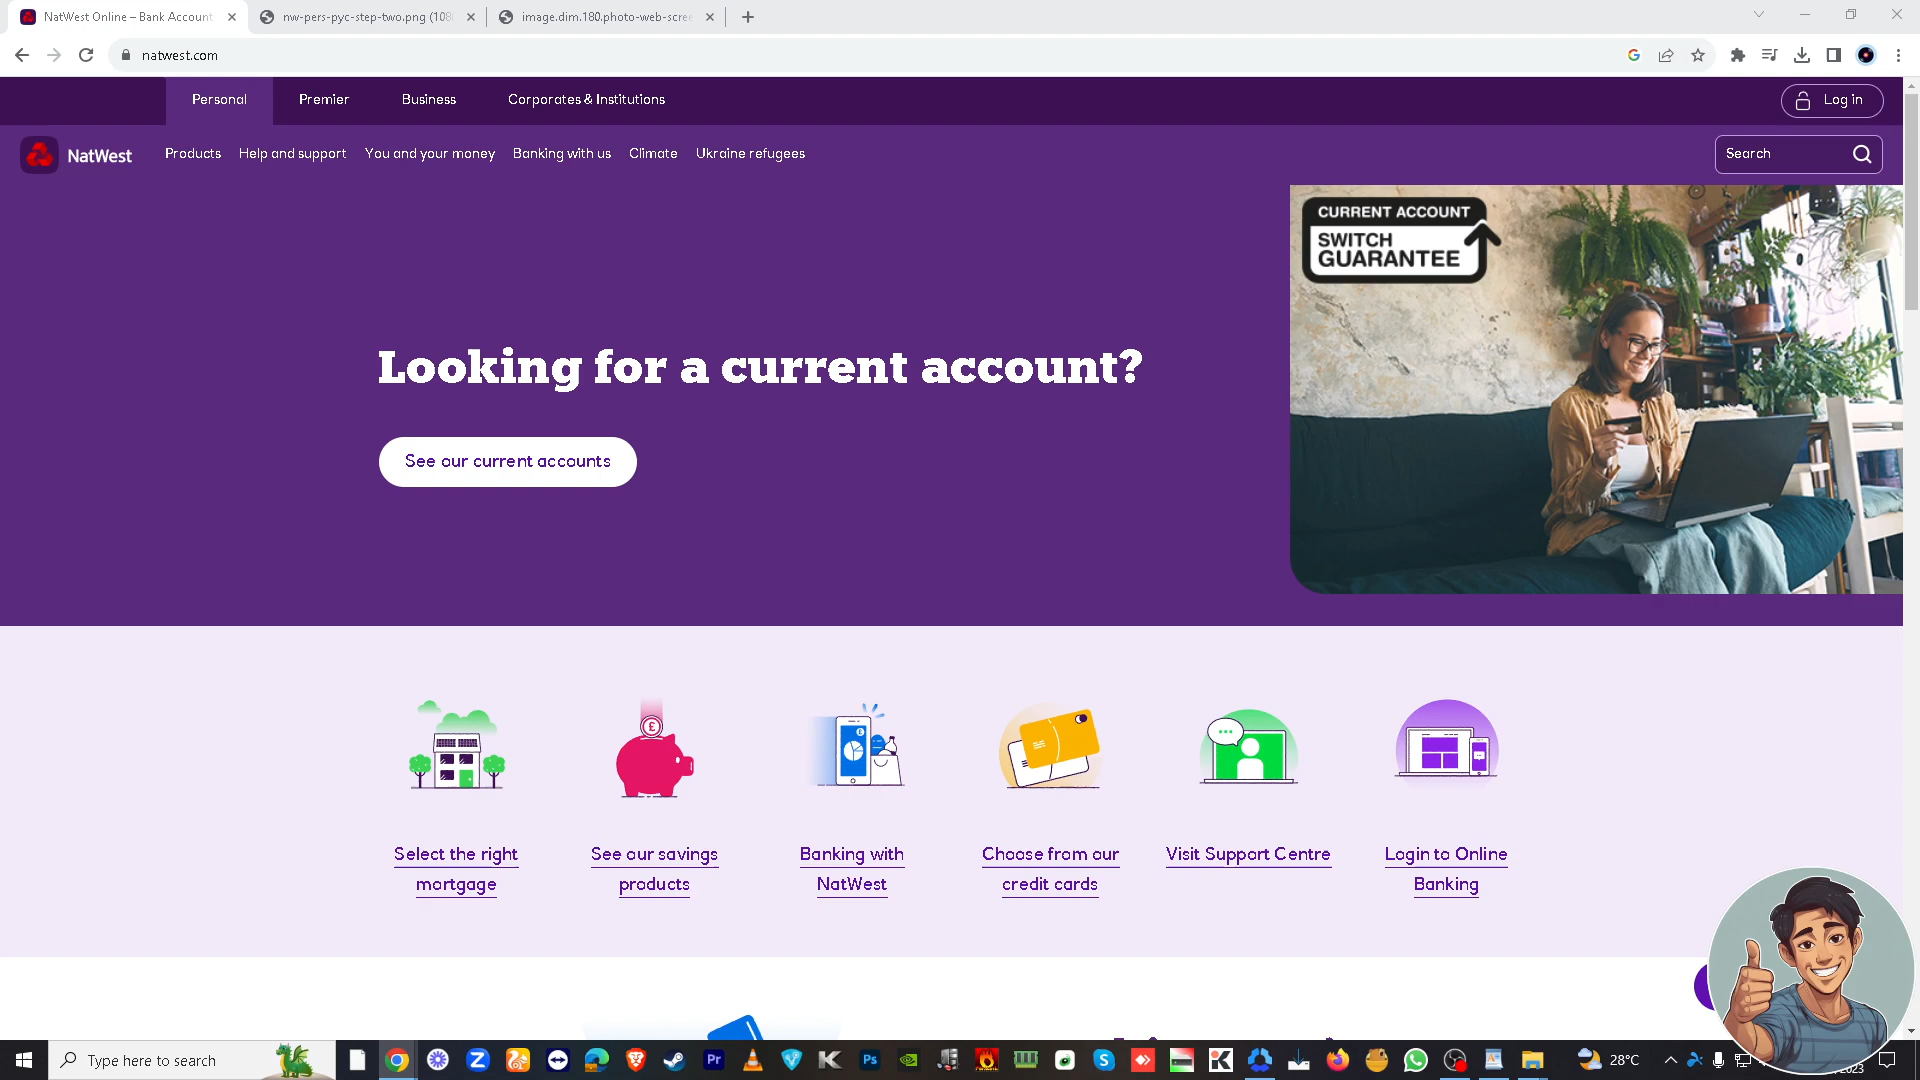 NatWest Online – Bank Account
nw-pers-pyc-step-two.png (108
image.dim.180.photo-web-scree
natwest.com
Personal
Premier
Business
Corporates & Institutions
Log in
NatWest
Products
Help and support
You and your money
Banking with us
Climate
Ukraine refugees
Search
CURRENT ACCOUNT
SWITCH
GUARANTEE
Looking for a current account?
See our current accounts
Select the right
mortgage
See our savings
products
Banking with
NatWest
Choose from our
credit cards
Visit Support Centre
Login to Online
Banking
Type here to search
28°C